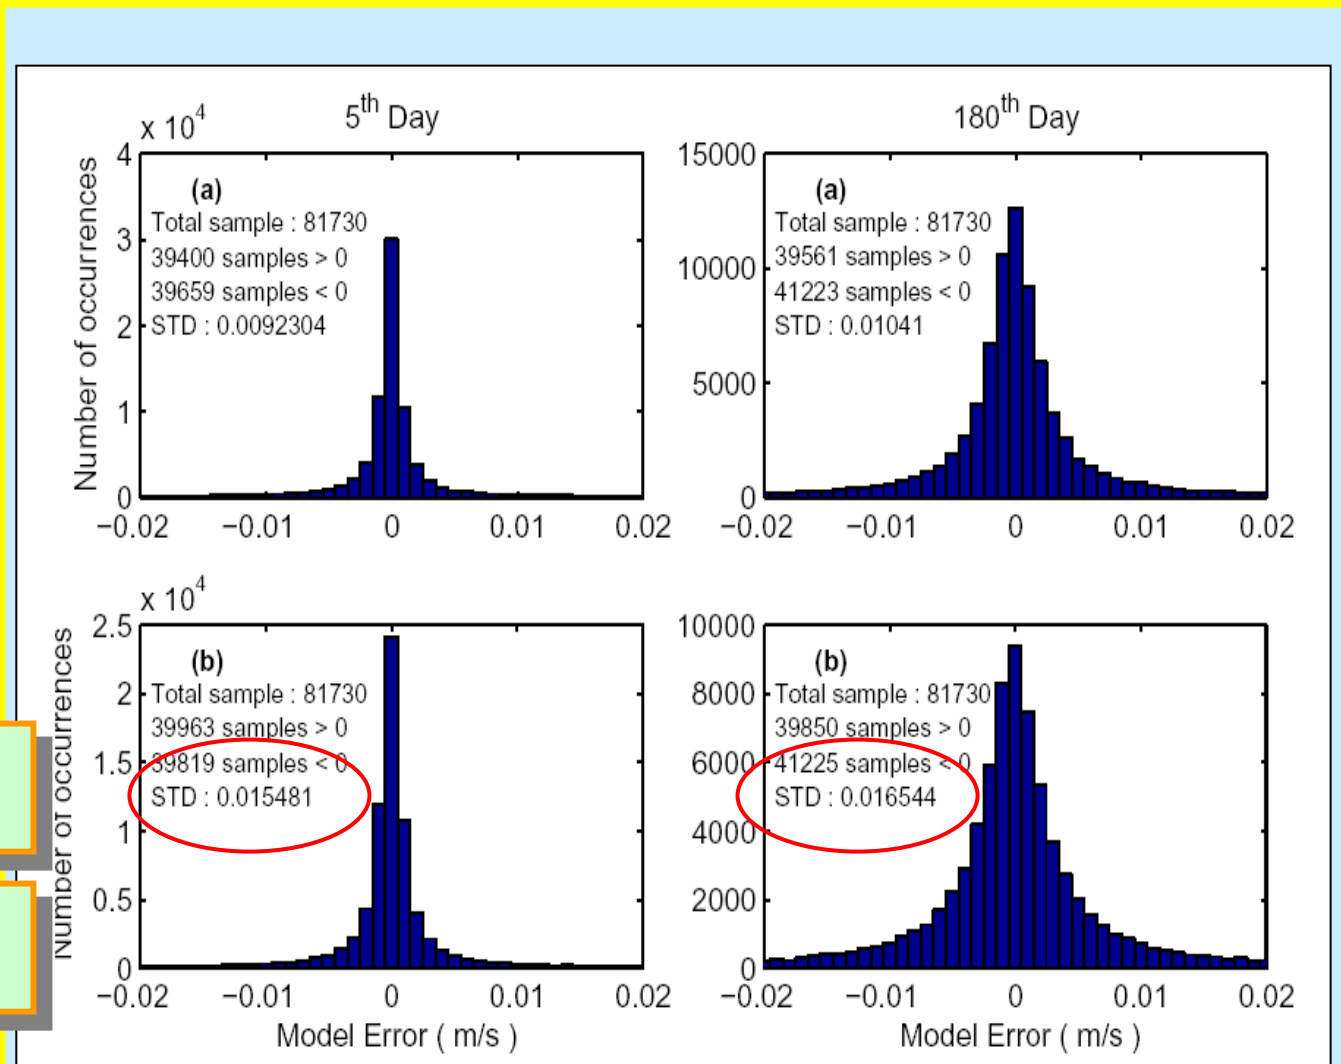 5th Day
x 10^4
Number of occurrences
4
3
2
1
0
(a)
Total sample : 81730
39400 samples > 0
39659 samples < 0
STD : 0.0092304
−0.02 −0.01 0 0.01 0.02
180th Day
15000
10000
5000
0
(a)
Total sample : 81730
39561 samples > 0
41223 samples < 0
STD : 0.01041
−0.02 −0.01 0 0.01 0.02
x 10^4
Number of occurrences
2.5
2
1.5
1
0.5
0
(b)
Total sample : 81730
39963 samples > 0
39819 samples < 0
STD : 0.015481
−0.02 −0.01 0 0.01 0.02
Model Error ( m/s )
10000
8000
6000
4000
2000
0
(b)
Total sample : 81730
39850 samples > 0
41225 samples < 0
STD : 0.016544
−0.02 −0.01 0 0.01 0.02
Model Error ( m/s )